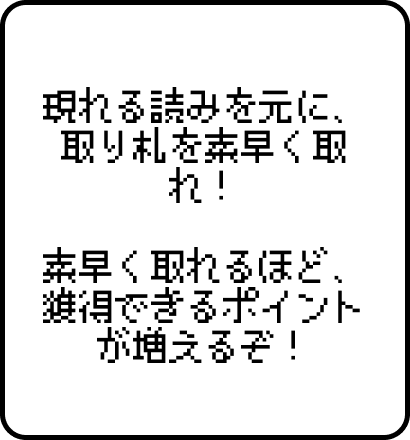 現れる読みを元に、
取り札を素早く取
れ！
素早く取れるほど、
獲得できるポイント
が増えるぞ！